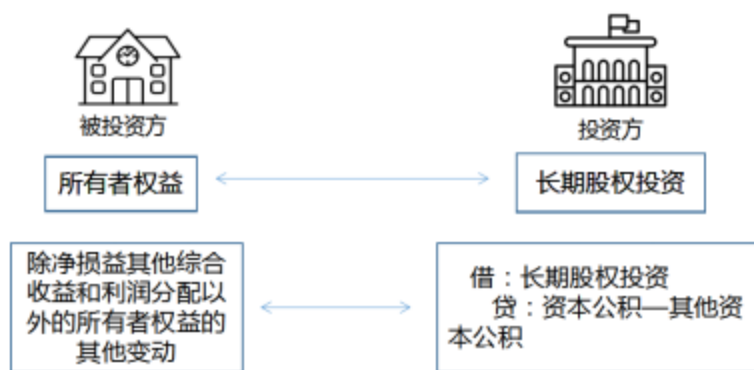 被投资方
投资方
所有者权益
长期股权投资
除净损益其他综合
收益和利润分配以
外的所有者权益的
其他变动
借：长期股权投资
贷：资本公积—其他资
本公积